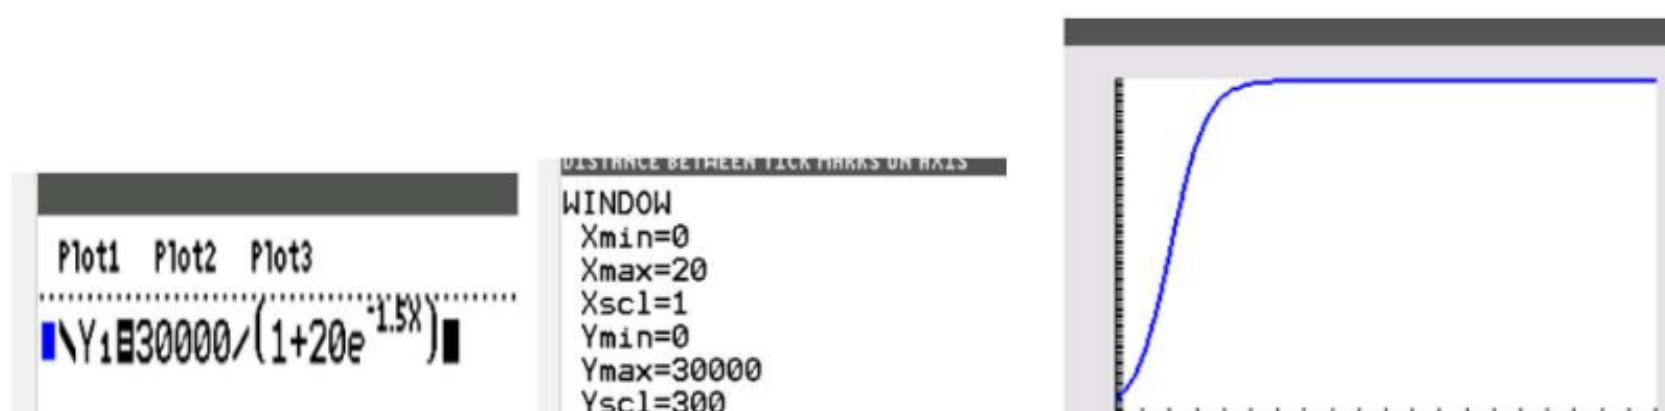 Plot1 Plot2 Plot3
\Y₁=30000/(1+20e^-1.5X)
DISTANCE BETWEEN TICK MARKS ON AXIS
WINDOW
Xmin=0
Xmax=20
Xscl=1
Ymin=0
Ymax=30000
Yscl=300